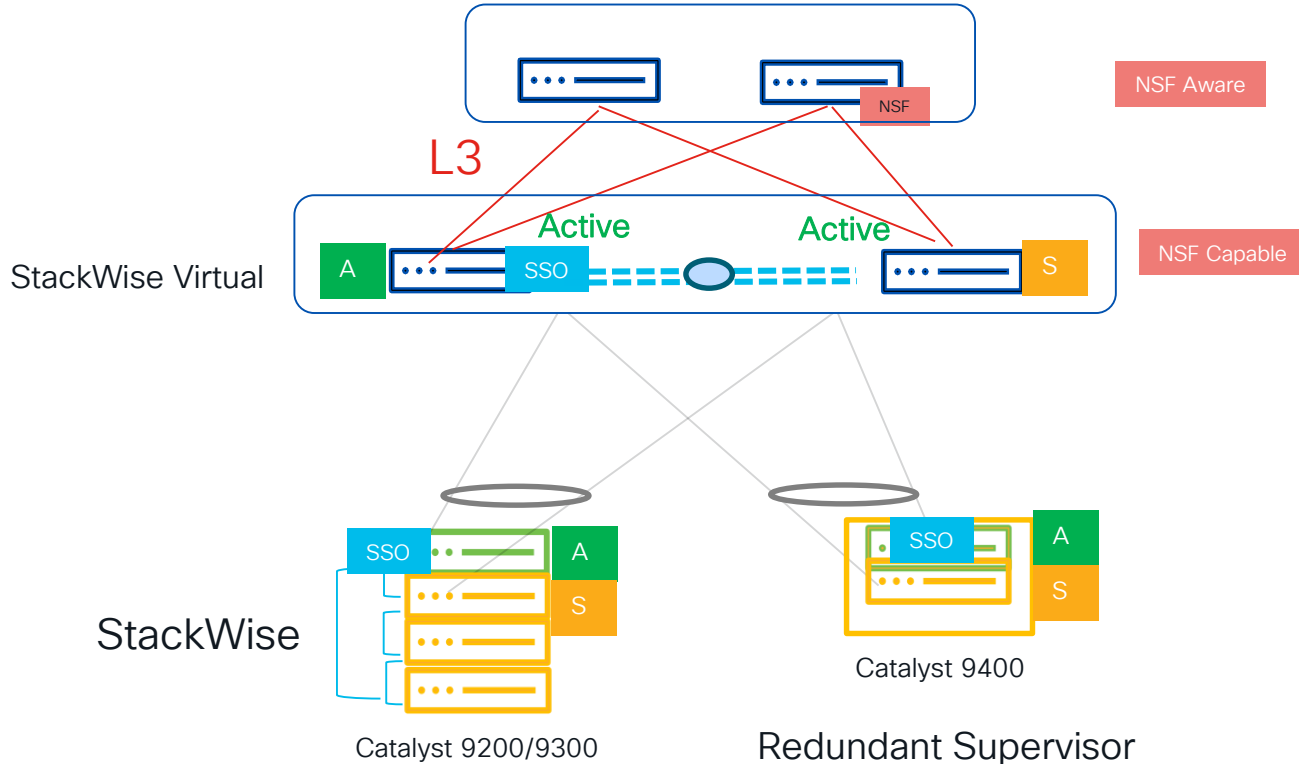 NSF Aware
NSF
L3
Active
Active
A
SSO
S
NSF Capable
StackWise Virtual
SSO
A
S
SSO
A
S
StackWise
Catalyst 9400
Catalyst 9200/9300
Redundant Supervisor